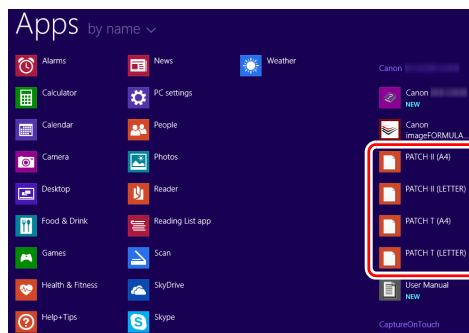 Apps by name
Alarms
Calculator
Calendar
Camera
Desktop
Food & Drink
Games
Health & Fitness
Help+Tips
News
PC settings
People
Photos
Reader
Reading List app
Scan
SkyDrive
Skype
Weather
Canon
Canon
NEW
Canon
imageFORMULA...
PATCH II (A4)
PATCH II (LETTER)
PATCH T (A4)
PATCH T (LETTER)
User Manual
NEW
CaptureOnTouch